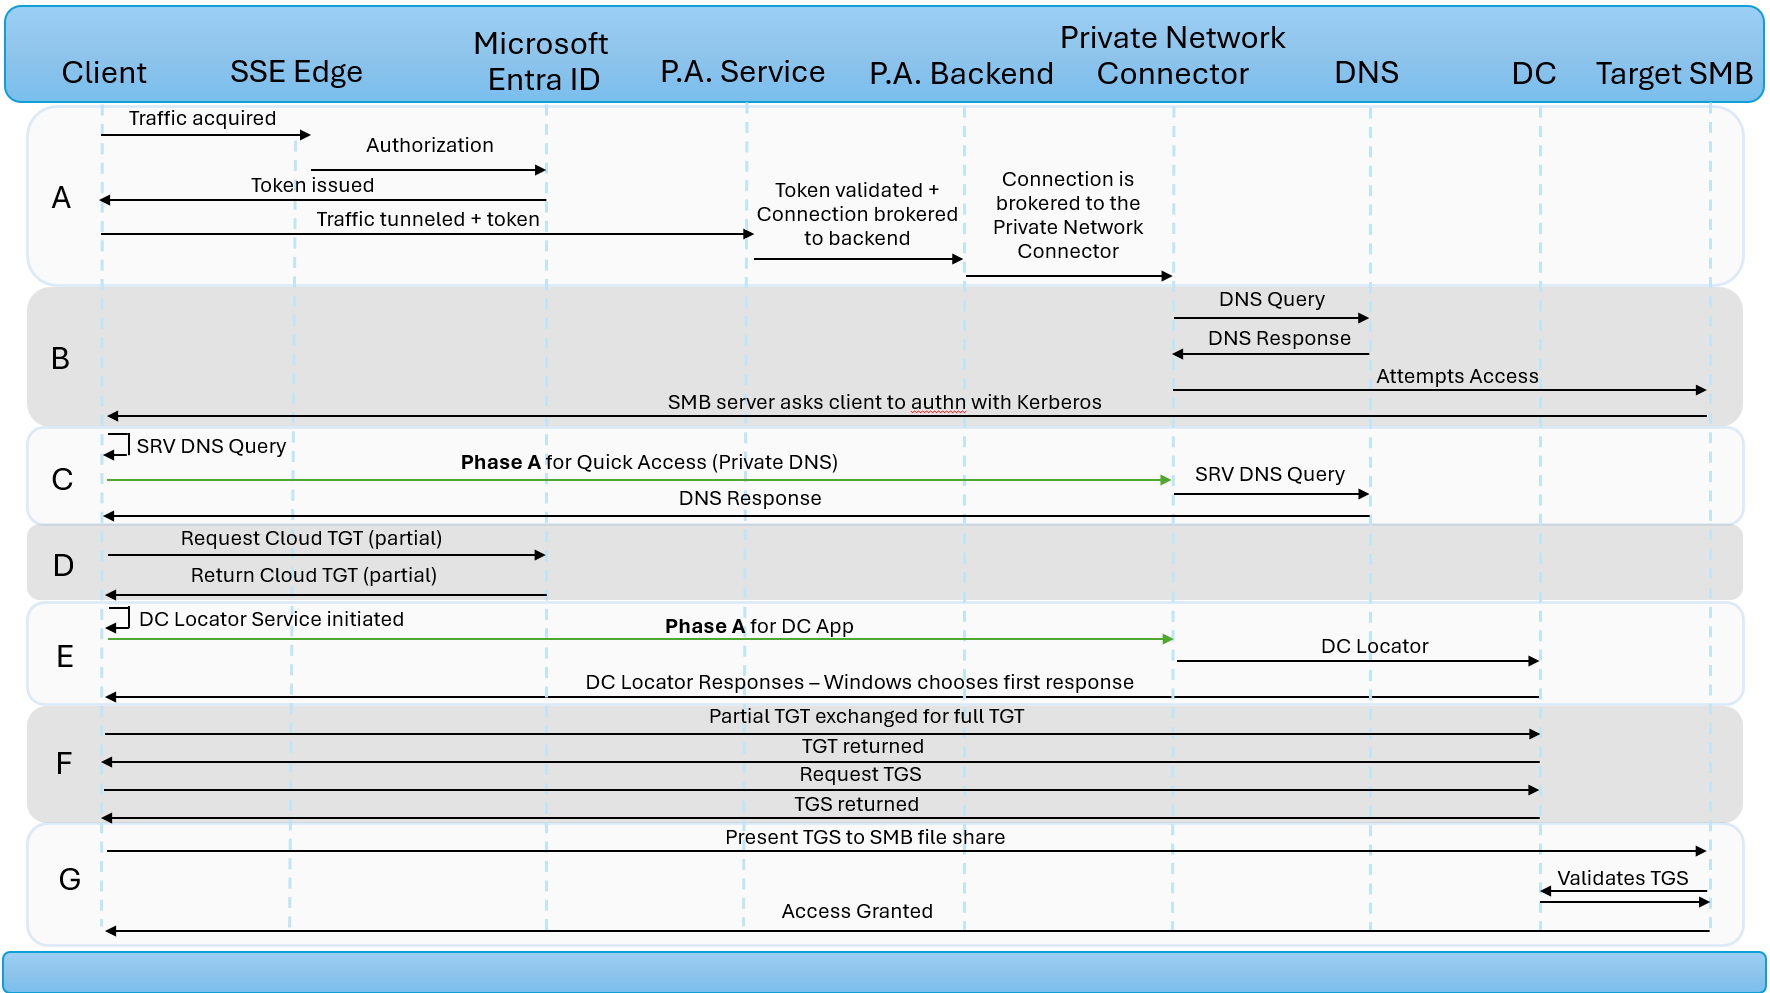 Client
SSE Edge
Microsoft
Entra ID
P.A. Service
P.A. Backend
Private Network
Connector
DNS
DC
Target SMB
A
Traffic acquired
Authorization
Token issued
Traffic tunneled + token
Token validated +
Connection brokered
to backend
Connection is
brokered to the
Private Network
Connector
B
DNS Query
DNS Response
Attempts Access
SMB server asks client to authn with Kerberos
C
SRV DNS Query
Phase A for Quick Access (Private DNS)
SRV DNS Query
DNS Response
D
Request Cloud TGT (partial)
Return Cloud TGT (partial)
E
DC Locator Service initiated
Phase A for DC App
DC Locator
DC Locator Responses – Windows chooses first response
F
Partial TGT exchanged for full TGT
TGT returned
Request TGS
TGS returned
G
Present TGS to SMB file share
Validates TGS
Access Granted